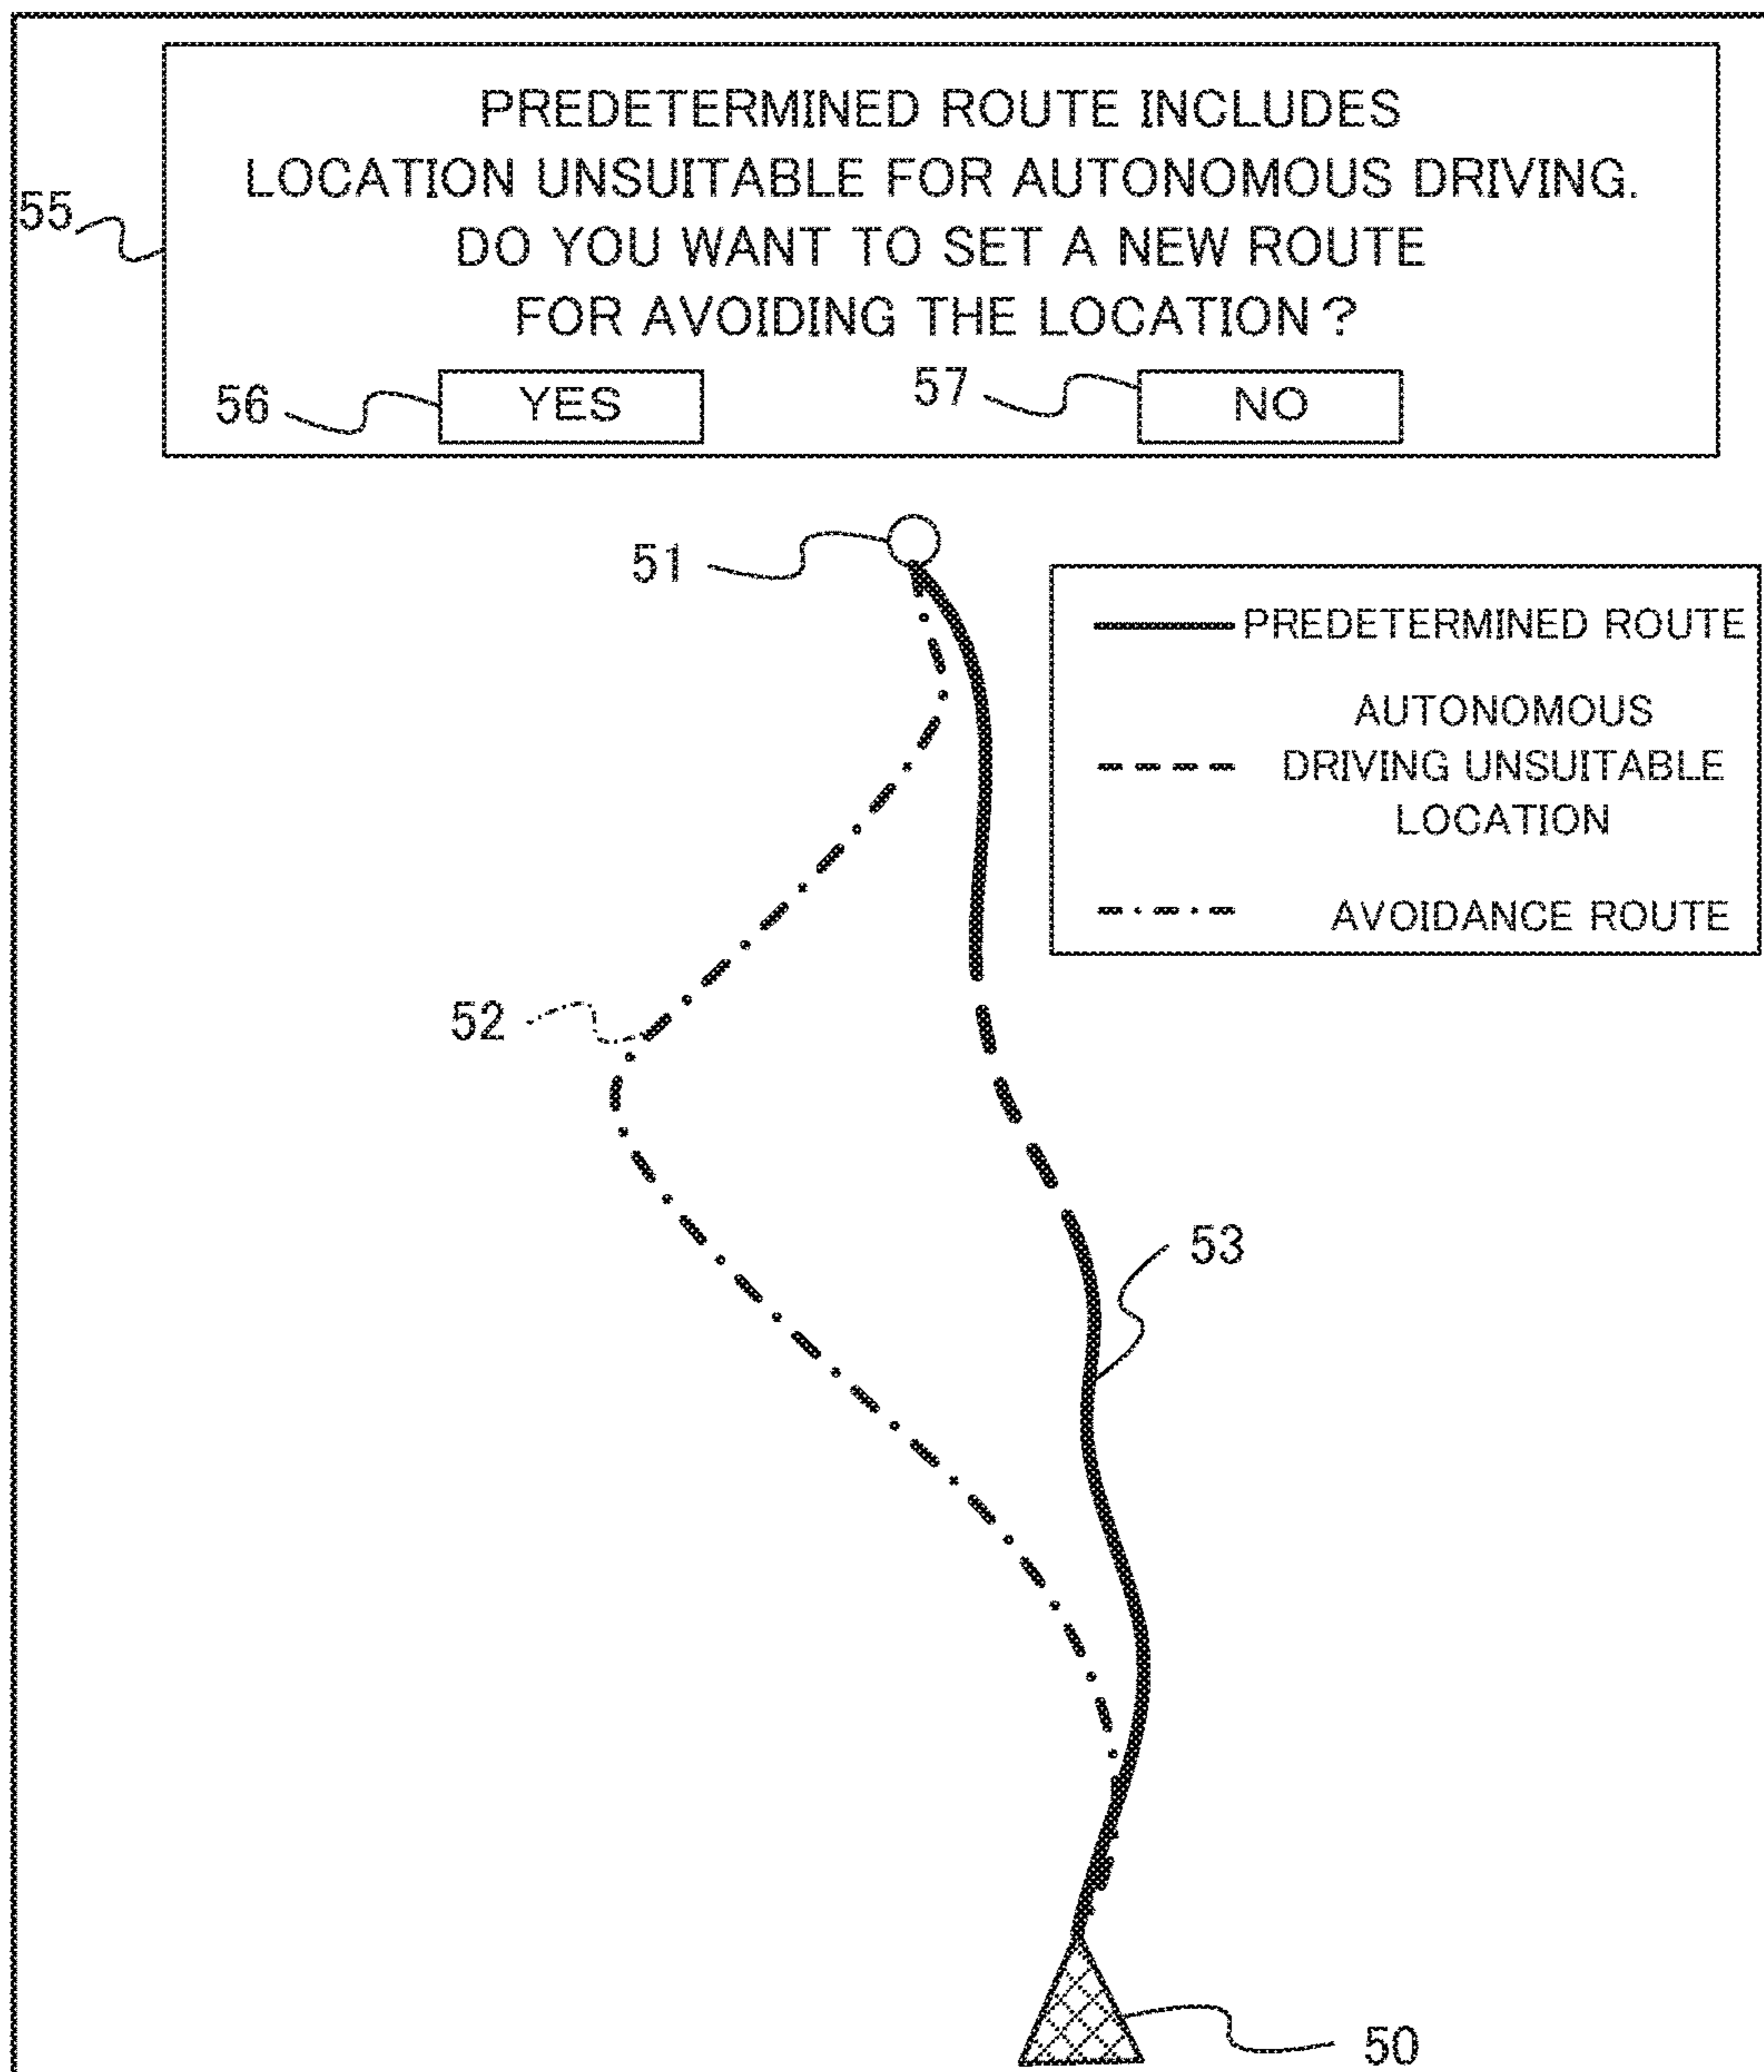 PREDETERMINED ROUTE INCLUDES
LOCATION UNSUITABLE FOR AUTONOMOUS DRIVING.
DO YOU WANT TO SET A NEW ROUTE
FOR AVOIDING THE LOCATION?
55
56
YES
57
NO
51
PREDETERMINED ROUTE
AUTONOMOUS
DRIVING UNSUITABLE
LOCATION
AVOIDANCE ROUTE
52
53
50